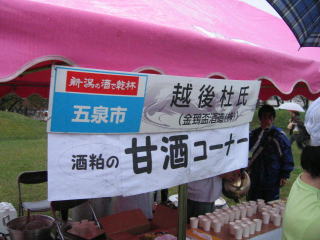 新潟の酒で乾杯
五泉市
越後杜氏
(金鵄盃酒造(株))
酒粕の 甘酒コーナー